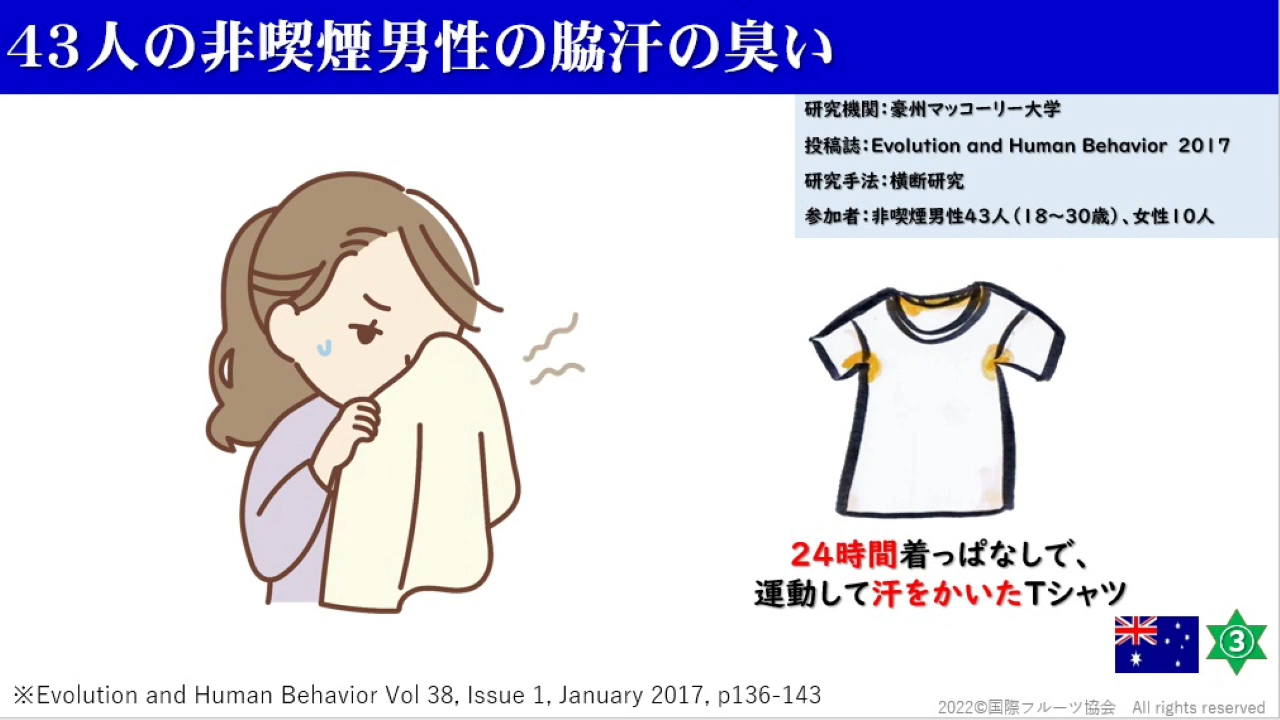 43人の非喫煙男性の脇汗の臭い
研究機関：豪州マッコーリー大学
投稿誌：Evolution and Human Behavior 2017
研究手法：横断研究
参加者：非喫煙男性43人（18～30歳）、女性10人
24時間着っぱなしで、
運動して汗をかいたTシャツ
③
※Evolution and Human Behavior Vol 38, Issue 1, January 2017, p136-143
2022©国際フルーツ協会　All rights reserved